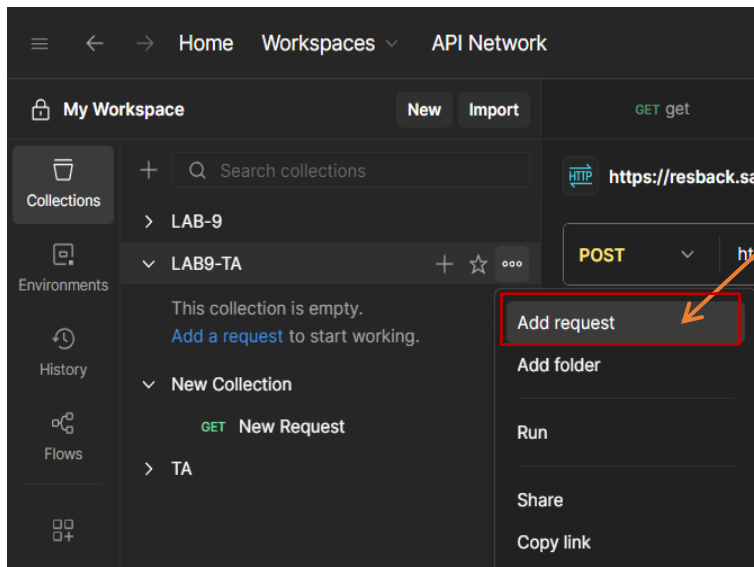 Home Workspaces API Network
My Workspace New Import GET get
Collections
Search collections
HTTP https://resback.sa
LAB-9
LAB9-TA
POST ht
Environments
This collection is empty.
Add a request to start working.
Add request
History
Add folder
New Collection
GET New Request
Run
Flows
TA
Share
Copy link